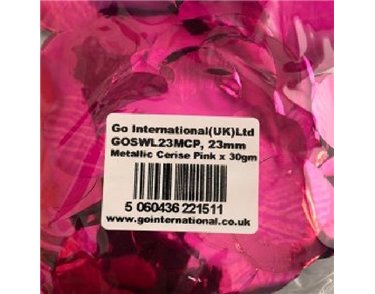 Go International(UK)Ltd
GOSWL23MCP, 23mm
Metallic Cerise Pink x 30gm
5 060436 221511
www.gointernational.co.uk